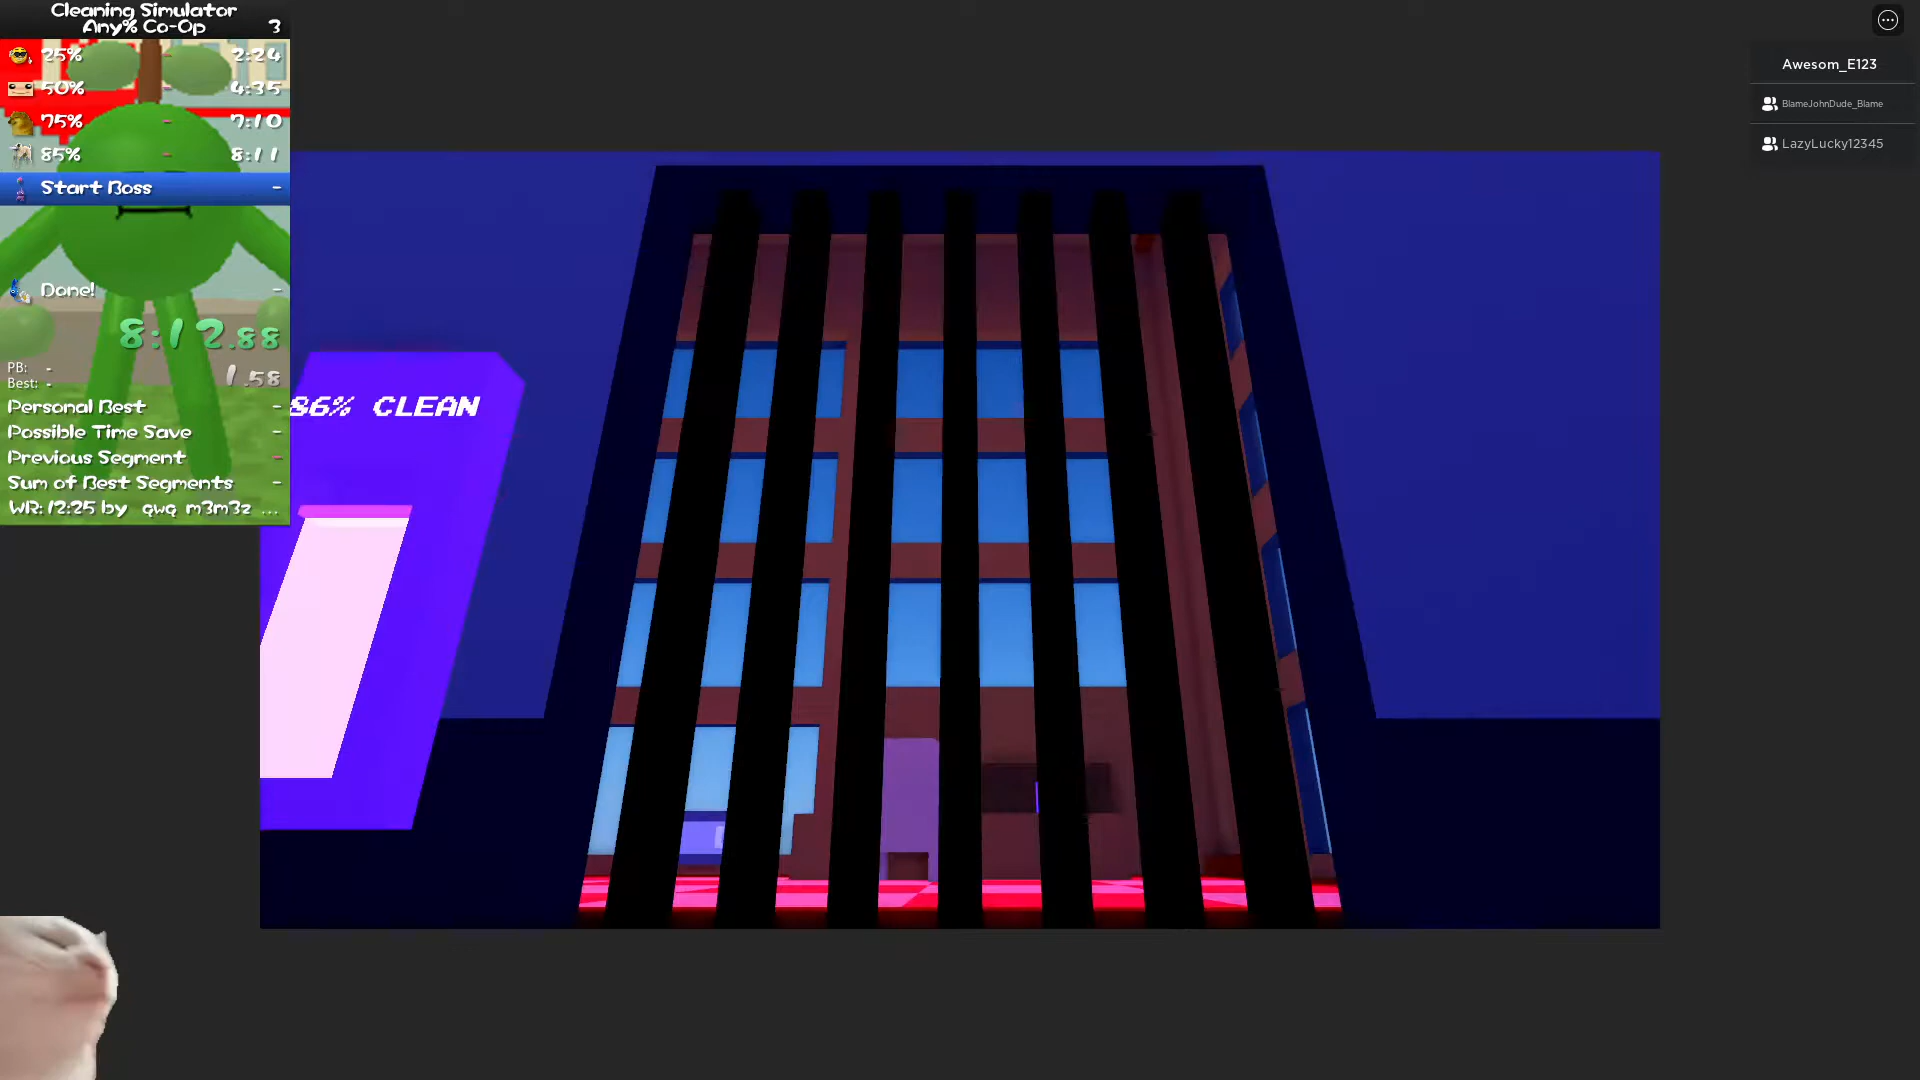 Cleaning Simulator
Any% Co-Op 3
25% - 2:24
50% - 4:35
75% - 7:10
85% - 8:11
Start Boss -
Done! -
8:12.88
PB: -
Best: - 1.58
Personal Best -
Possible Time Save -
Previous Segment -
Sum of Best Segments -
WR: 12:25 by qwq m3m3z ...
86% CLEAN
Awesom_E123
BlameJohnDude_Blame
LazyLucky12345